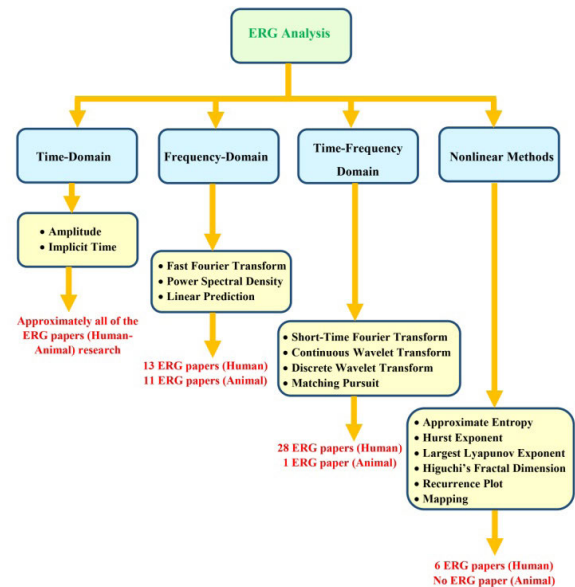 ERG Analysis
Time-Domain
Frequency-Domain
Time-Frequency
Domain
Nonlinear Methods
• Amplitude
• Implicit Time
Approximately all of the
ERG papers (Human-
Animal) research
• Fast Fourier Transform
• Power Spectral Density
• Linear Prediction
13 ERG papers (Human)
11 ERG papers (Animal)
• Short-Time Fourier Transform
• Continuous Wavelet Transform
• Discrete Wavelet Transform
• Matching Pursuit
28 ERG papers (Human)
1 ERG paper (Animal)
• Approximate Entropy
• Hurst Exponent
• Largest Lyapunov Exponent
• Higuchi's Fractal Dimension
• Recurrence Plot
• Mapping
6 ERG papers (Human)
No ERG paper (Animal)